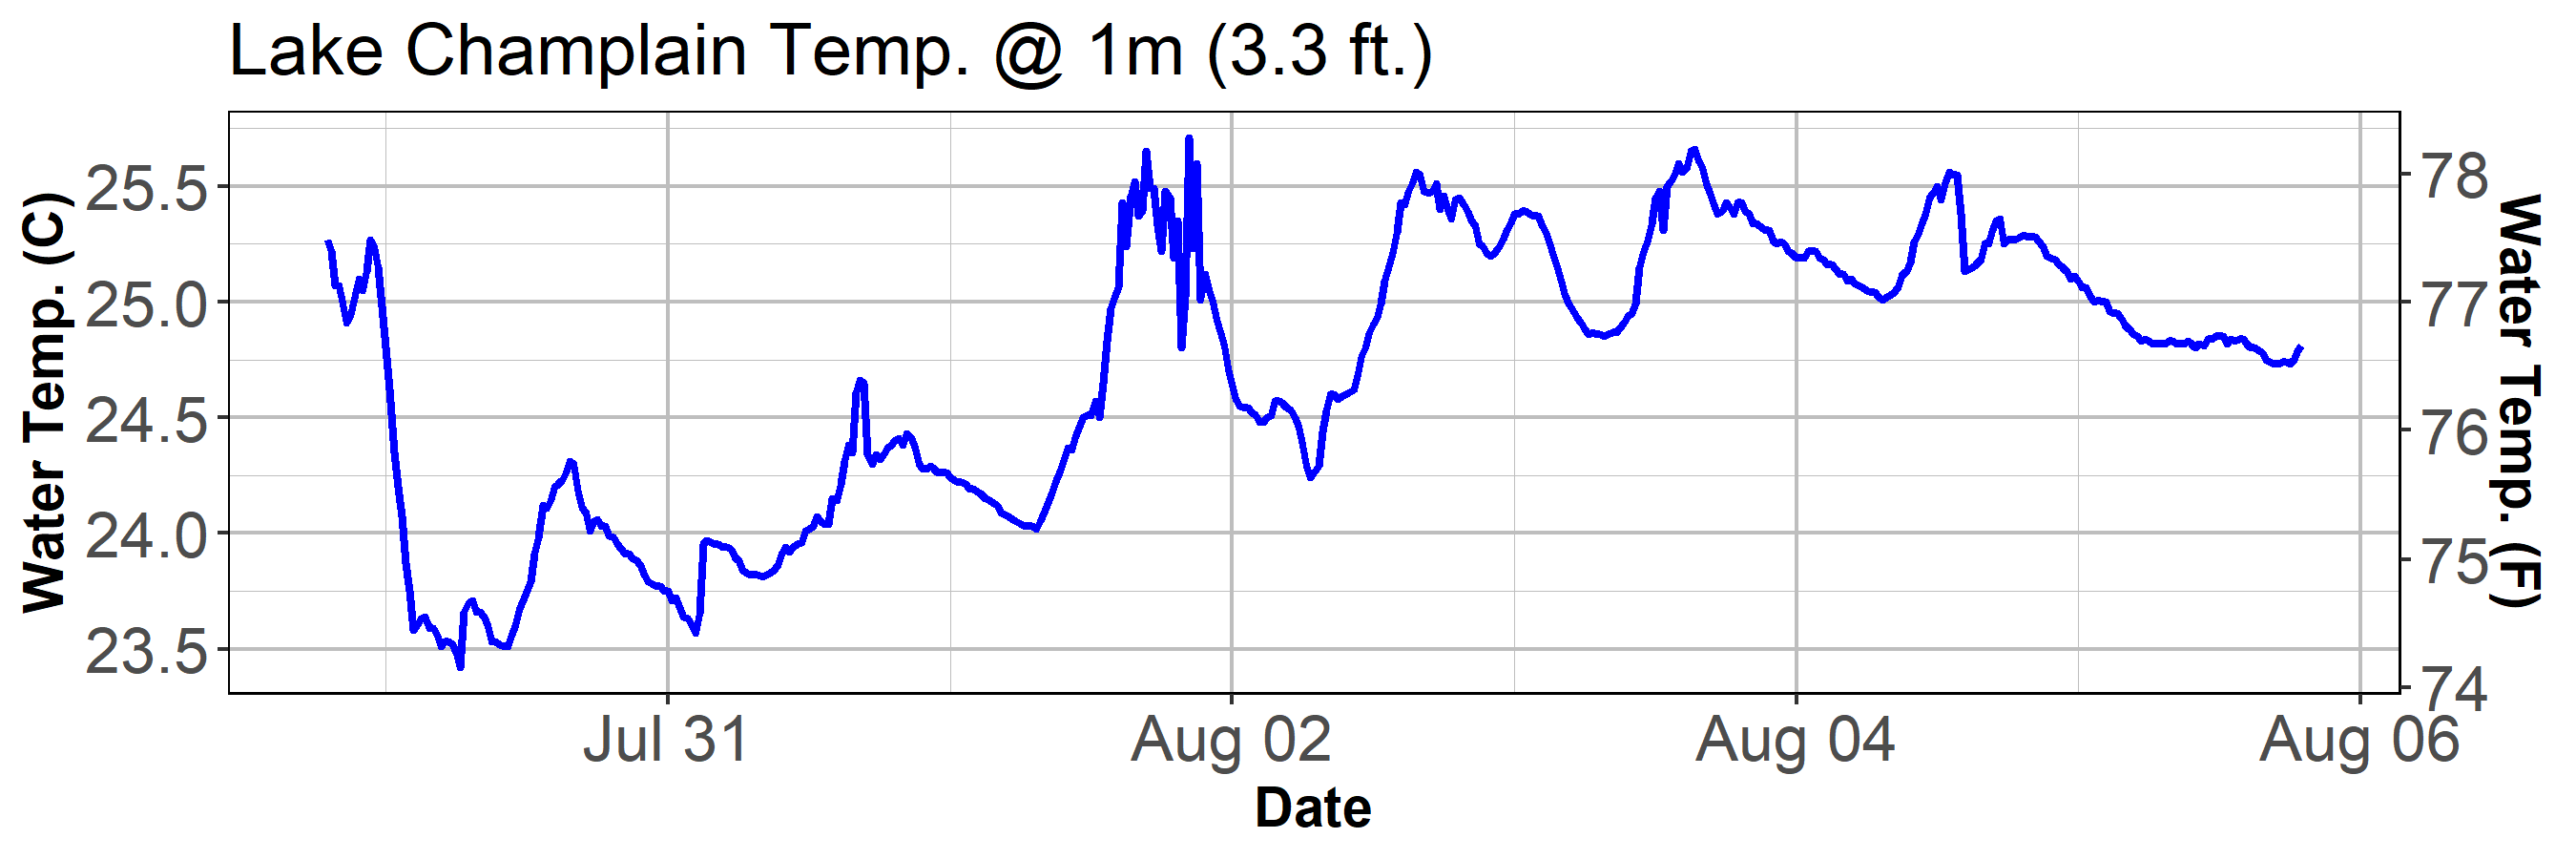 Lake Champlain Temp. @ 1m (3.3 ft.)
Water Temp. (C)
25.5
25.0
24.5
24.0
23.5
78
77
76
75
74
Water Temp. (F)
Jul 31
Aug 02
Aug 04
Aug 06
Date